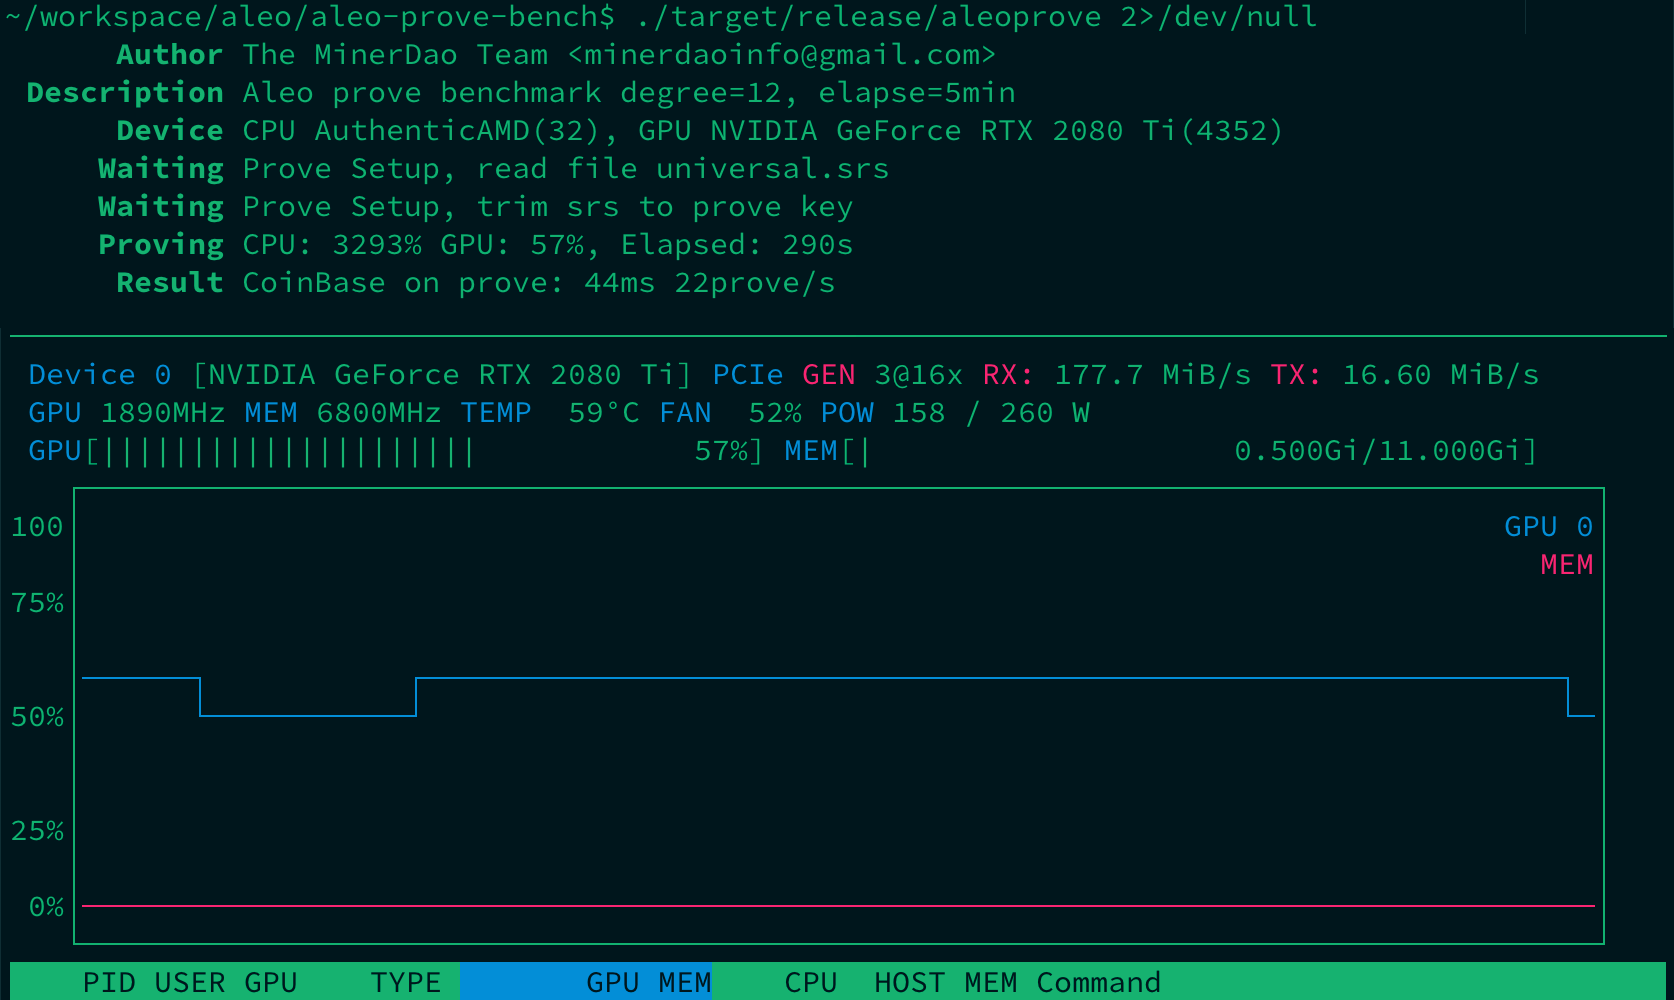 ~/workspace/aleo/aleo-prove-bench$ ./target/release/aleoprove 2>/dev/null
Author The MinerDao Team <minerdaoinfo@gmail.com>
Description Aleo prove benchmark degree=12, elapse=5min
Device CPU AuthenticAMD(32), GPU NVIDIA GeForce RTX 2080 Ti(4352)
Waiting Prove Setup, read file universal.srs
Waiting Prove Setup, trim srs to prove key
Proving CPU: 3293% GPU: 57%, Elapsed: 290s
Result CoinBase on prove: 44ms 22prove/s
Device 0 [NVIDIA GeForce RTX 2080 Ti] PCIe GEN 3@16x RX: 177.7 MiB/s TX: 16.60 MiB/s
GPU 1890MHz MEM 6800MHz TEMP 59°C FAN 52% POW 158 / 260 W
GPU[||||||||||||||||||||| 57%] MEM[| 0.500Gi/11.000Gi]
100 GPU 0
MEM
75%
50%
25%
0%
PID USER GPU TYPE GPU MEM CPU HOST MEM Command